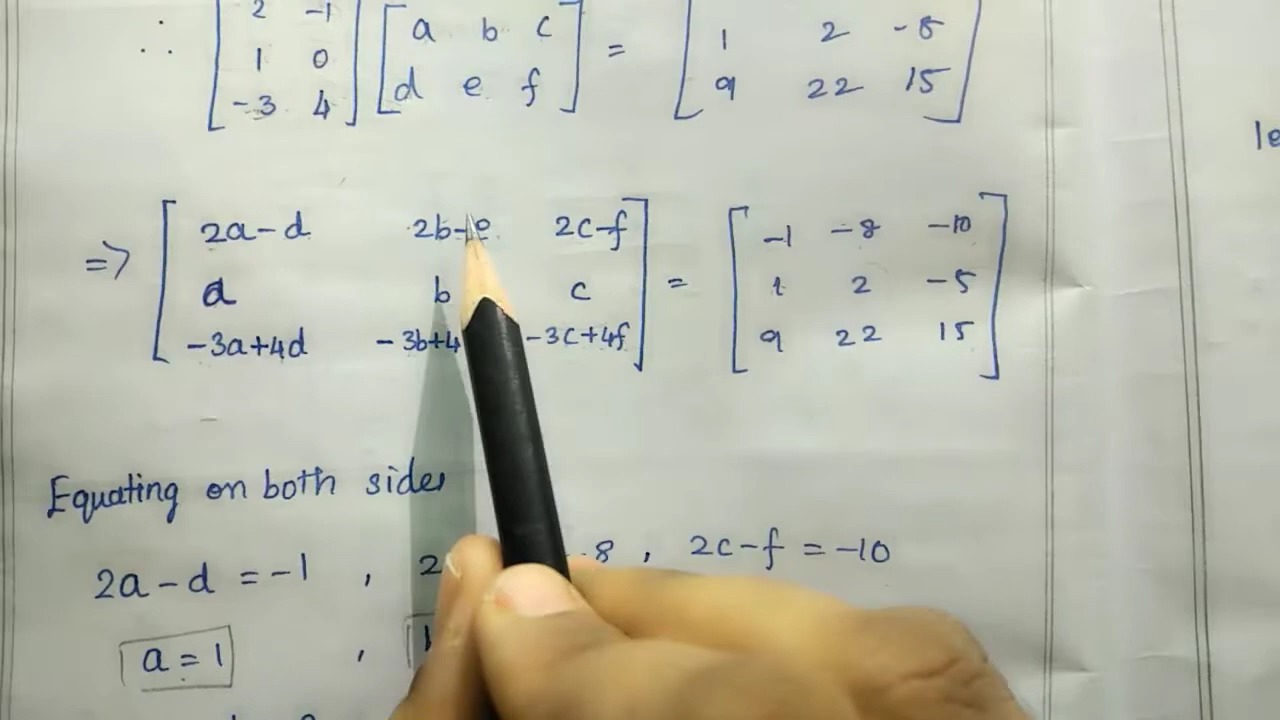 ∴ [ 2 -1 ] [ a b c ] = [
[ 1 0 ] [ d e f ] = [ 1 2 -5 ]
[ -3 4 ] [ 9 22 15 ]
le
=> [ 2a-d 2b-e 2c-f ] = [ -1 -8 -10 ]
[ a b c ] = [ 1 2 -5 ]
[ -3a+4d -3b+4 -3c+4f ] [ 9 22 15 ]
Equating on both sides
2a-d = -1 , 2 -8 , 2c-f = -10
a = 1 ,